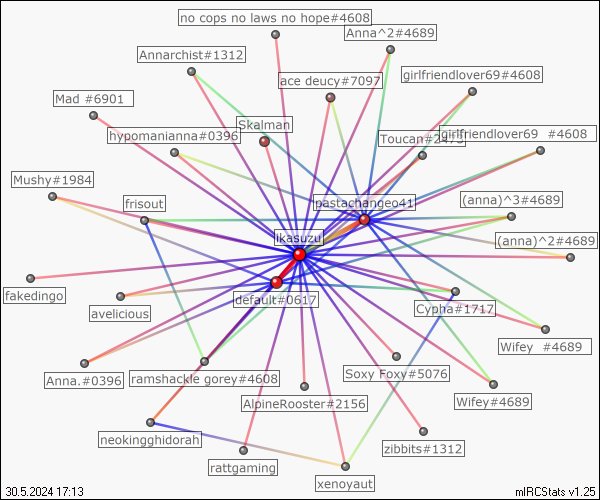 no cops no laws no hope#4608
Anna^2#4689
Annarchist#1312
ace deucy#7097
girlfriendlover69#4608
Mad #6901
Skalman
hypomanianna#0396
Toucan#2473
girlfriendlover69 #4608
Mushy#1984
frisout
pastachangeo41
(anna)^3#4689
ikasuzu
(anna)^2#4689
fakedingo
avelicious
default#0617
Cypha#1717
Wifey #4689
Anna.#0396
ramshackle gorey#4608
Soxy Foxy#5076
AlpineRooster#2156
Wifey#4689
neokingghidorah
zibbits#1312
rattgaming
xenoyaut
30.5.2024 17:13
mIRCStats v1.25